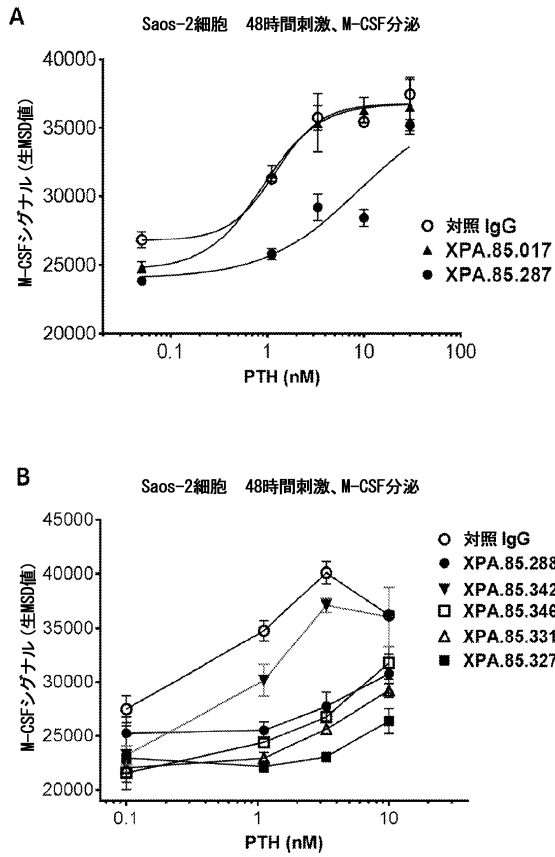 A
Saos-2細胞 48時間刺激、M-CSF分泌
M-CSFシグナル (生MSD値)
40000
35000
30000
25000
20000
0.1
1
10
100
PTH (nM)
対照 IgG
XPA.85.017
XPA.85.287
B
Saos-2細胞 48時間刺激、M-CSF分泌
M-CSFシグナル (生MSD値)
45000
40000
35000
30000
25000
20000
0.1
1
10
PTH (nM)
対照 IgG
XPA.85.288
XPA.85.342
XPA.85.346
XPA.85.331
XPA.85.327